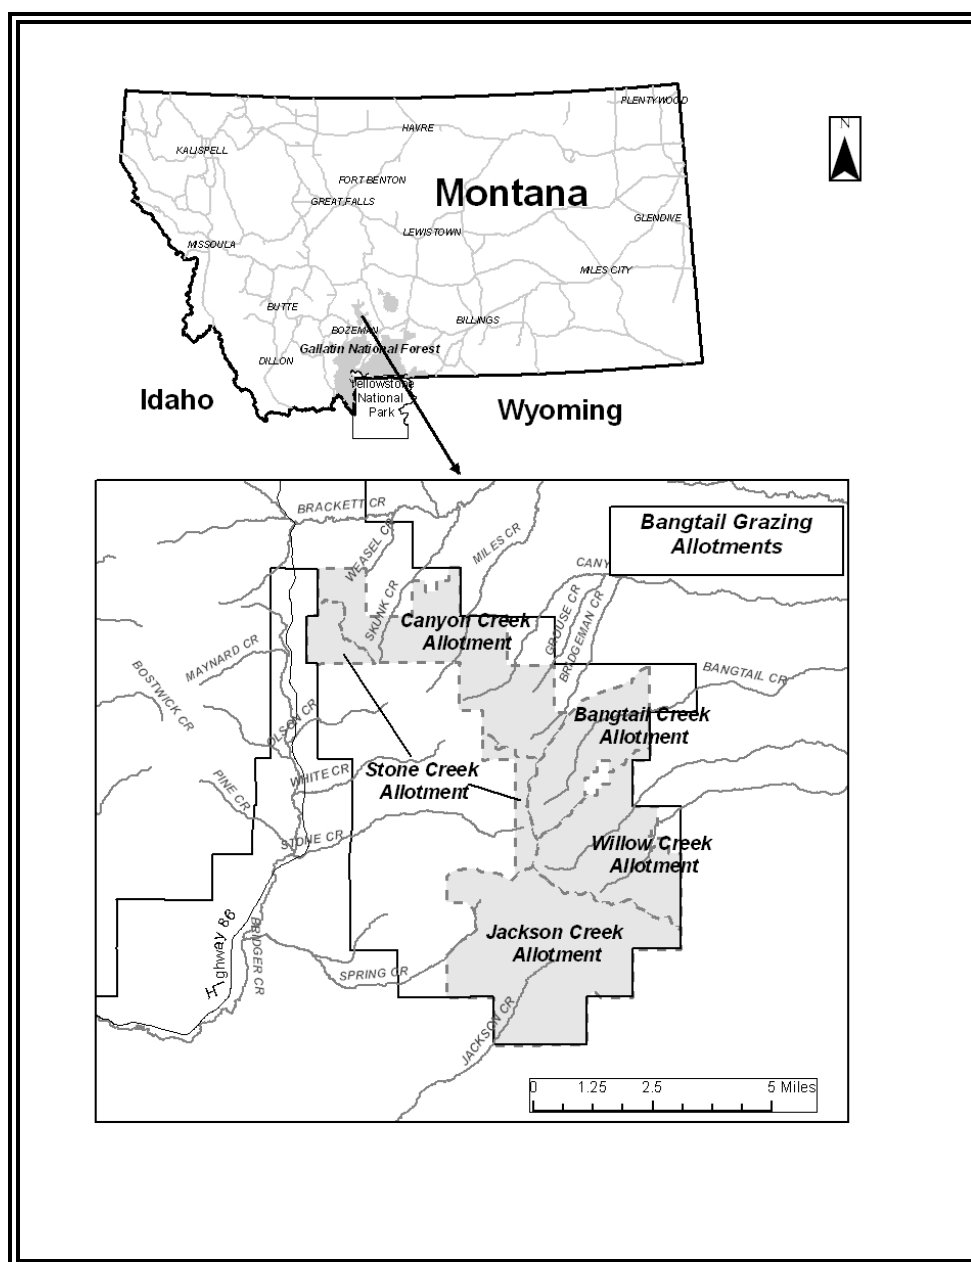 N
PLENTYWOOD
HAVRE
KALISPELL
FORT BENTON
Montana
GREAT FALLS
GLENDIVE
LEWISTOWN
MISSOULA
MILES CITY
BUTTE
BILLINGS
BOZEMAN
Gallatin National Forest
DILLON
Idaho
Yellowstone
National
Park
Wyoming
BRACKETT CR
Bangtail Grazing
Allotments
WEASEL CR
MILES CR
CANY
SKUNK CR
GROUSE CR
BRIDGEMAN CR
Canyon Creek
Allotment
MAYNARD CR
BOSTWICK CR
BANGTAIL CR
OLSON CR
Bangtail Creek
Allotment
Stone Creek
Allotment
WHITE CR
PINE CR
STONE CR
Willow Creek
Allotment
Highway 86
BRIDGER CR
Jackson Creek
Allotment
SPRING CR
JACKSON CR
0 1.25 2.5 5 Miles